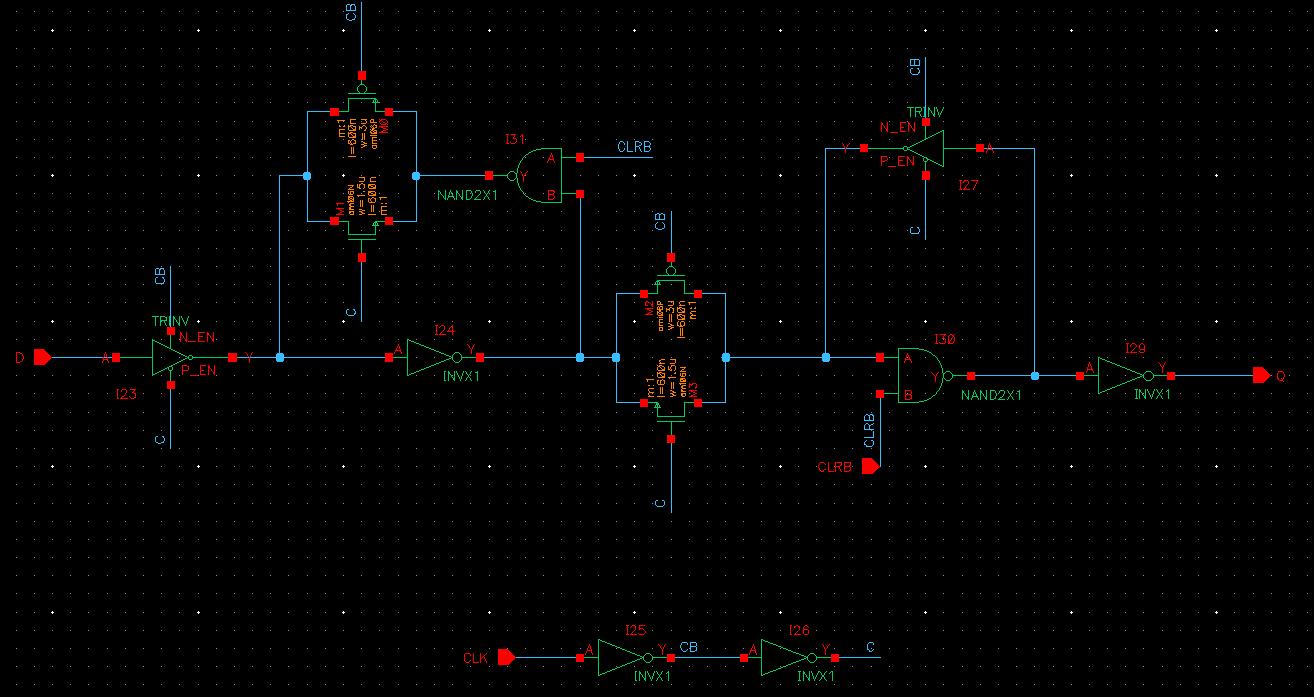 CB
m:1
l=600n
w=3u
ami06P
M0
M1
ami06N
w=1.5u
l=600n
m:1
C
I31
A
Y
B
NAND2X1
CLRB
CB
TRINV
N_EN
Y
A
P_EN
I27
C
CB
M2
ami06P
w=3u
l=600n
m:1
m:1
l=600n
w=1.5u
ami06N
M3
C
CB
TRINV
N_EN
D
A
Y
P_EN
I23
C
I24
A
Y
INVX1
I30
A
Y
B
NAND2X1
CLRB
CLRB
I29
A
Y
INVX1
Q
I25
CLK
A
Y
INVX1
CB
I26
A
Y
INVX1
C